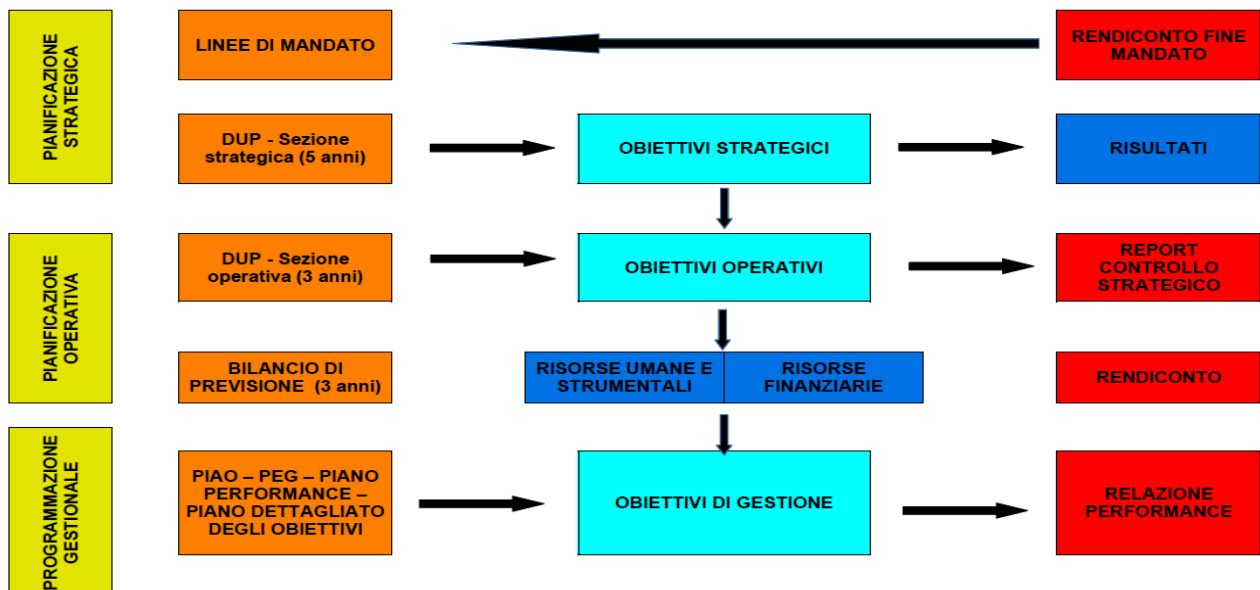 PIANIFICAZIONE
STRATEGICA
LINEE DI MANDATO
RENDICONTO FINE
MANDATO
DUP - Sezione
strategica (5 anni)
OBIETTIVI STRATEGICI
RISULTATI
PIANIFICAZIONE
OPERATIVA
DUP - Sezione
operativa (3 anni)
OBIETTIVI OPERATIVI
REPORT
CONTROLLO
STRATEGICO
BILANCIO DI
PREVISIONE (3 anni)
RISORSE UMANE E
STRUMENTALI
RISORSE
FINANZIARIE
RENDICONTO
PROGRAMMAZIONE
GESTIONALE
PIAO – PEG – PIANO
PERFORMANCE –
PIANO DETTAGLIATO
DEGLI OBIETTIVI
OBIETTIVI DI GESTIONE
RELAZIONE
PERFORMANCE